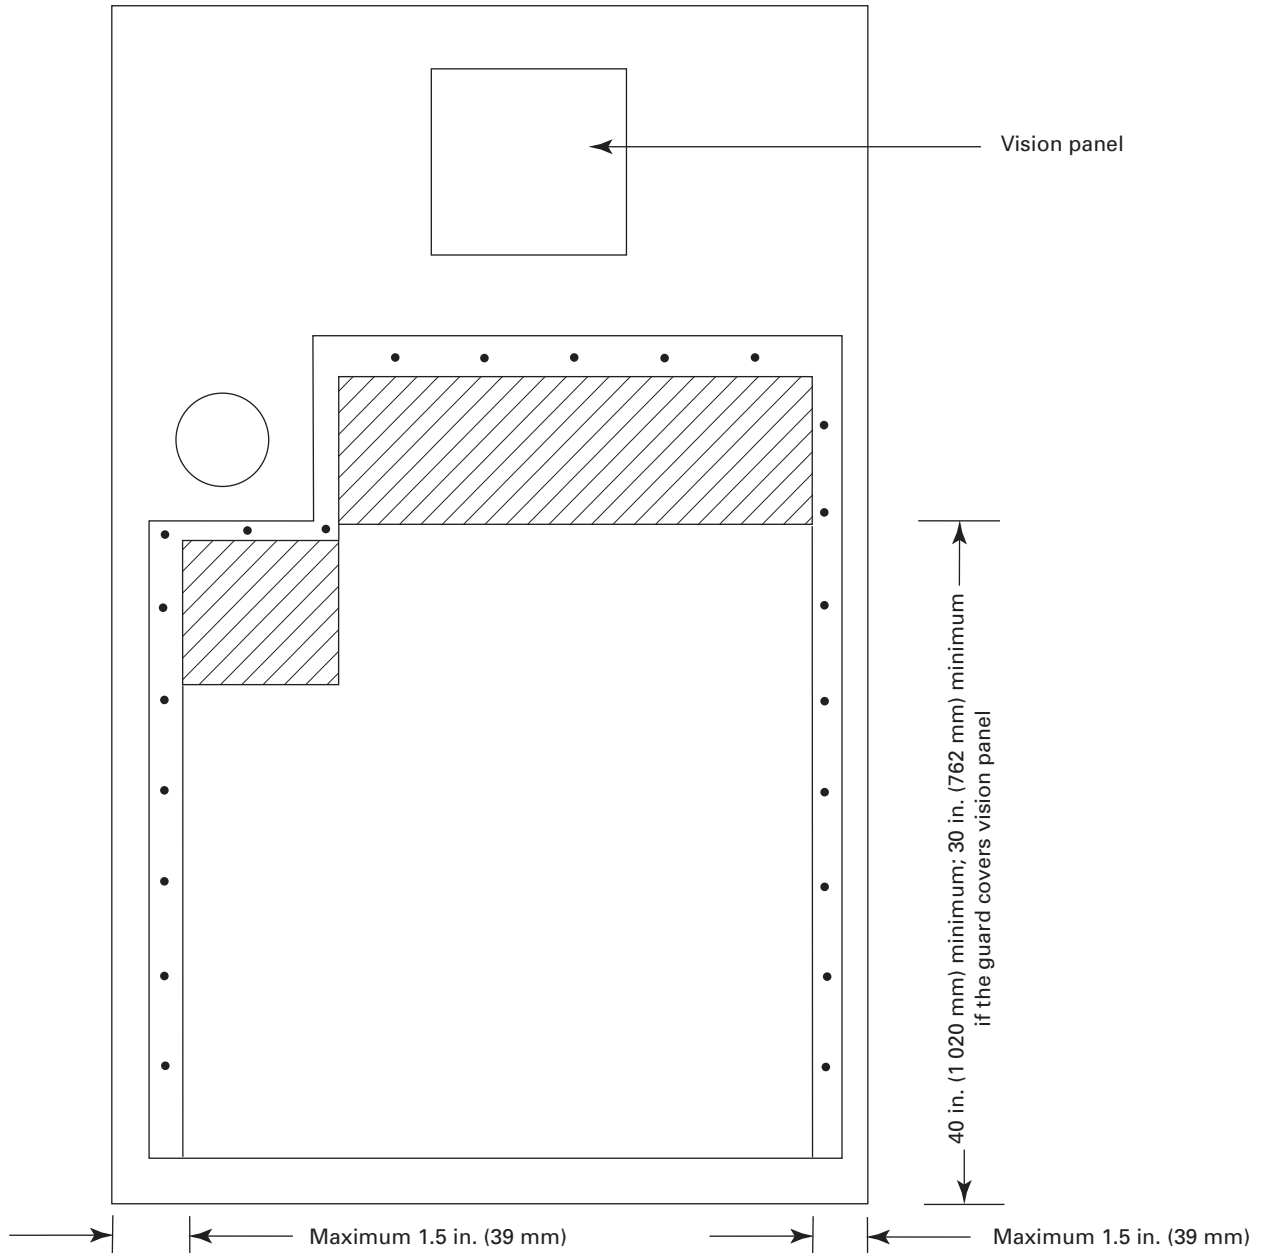 Vision panel
40 in. (1 020 mm) minimum; 30 in. (762 mm) minimum
if the guard covers vision panel
Maximum 1.5 in. (39 mm)
Maximum 1.5 in. (39 mm)